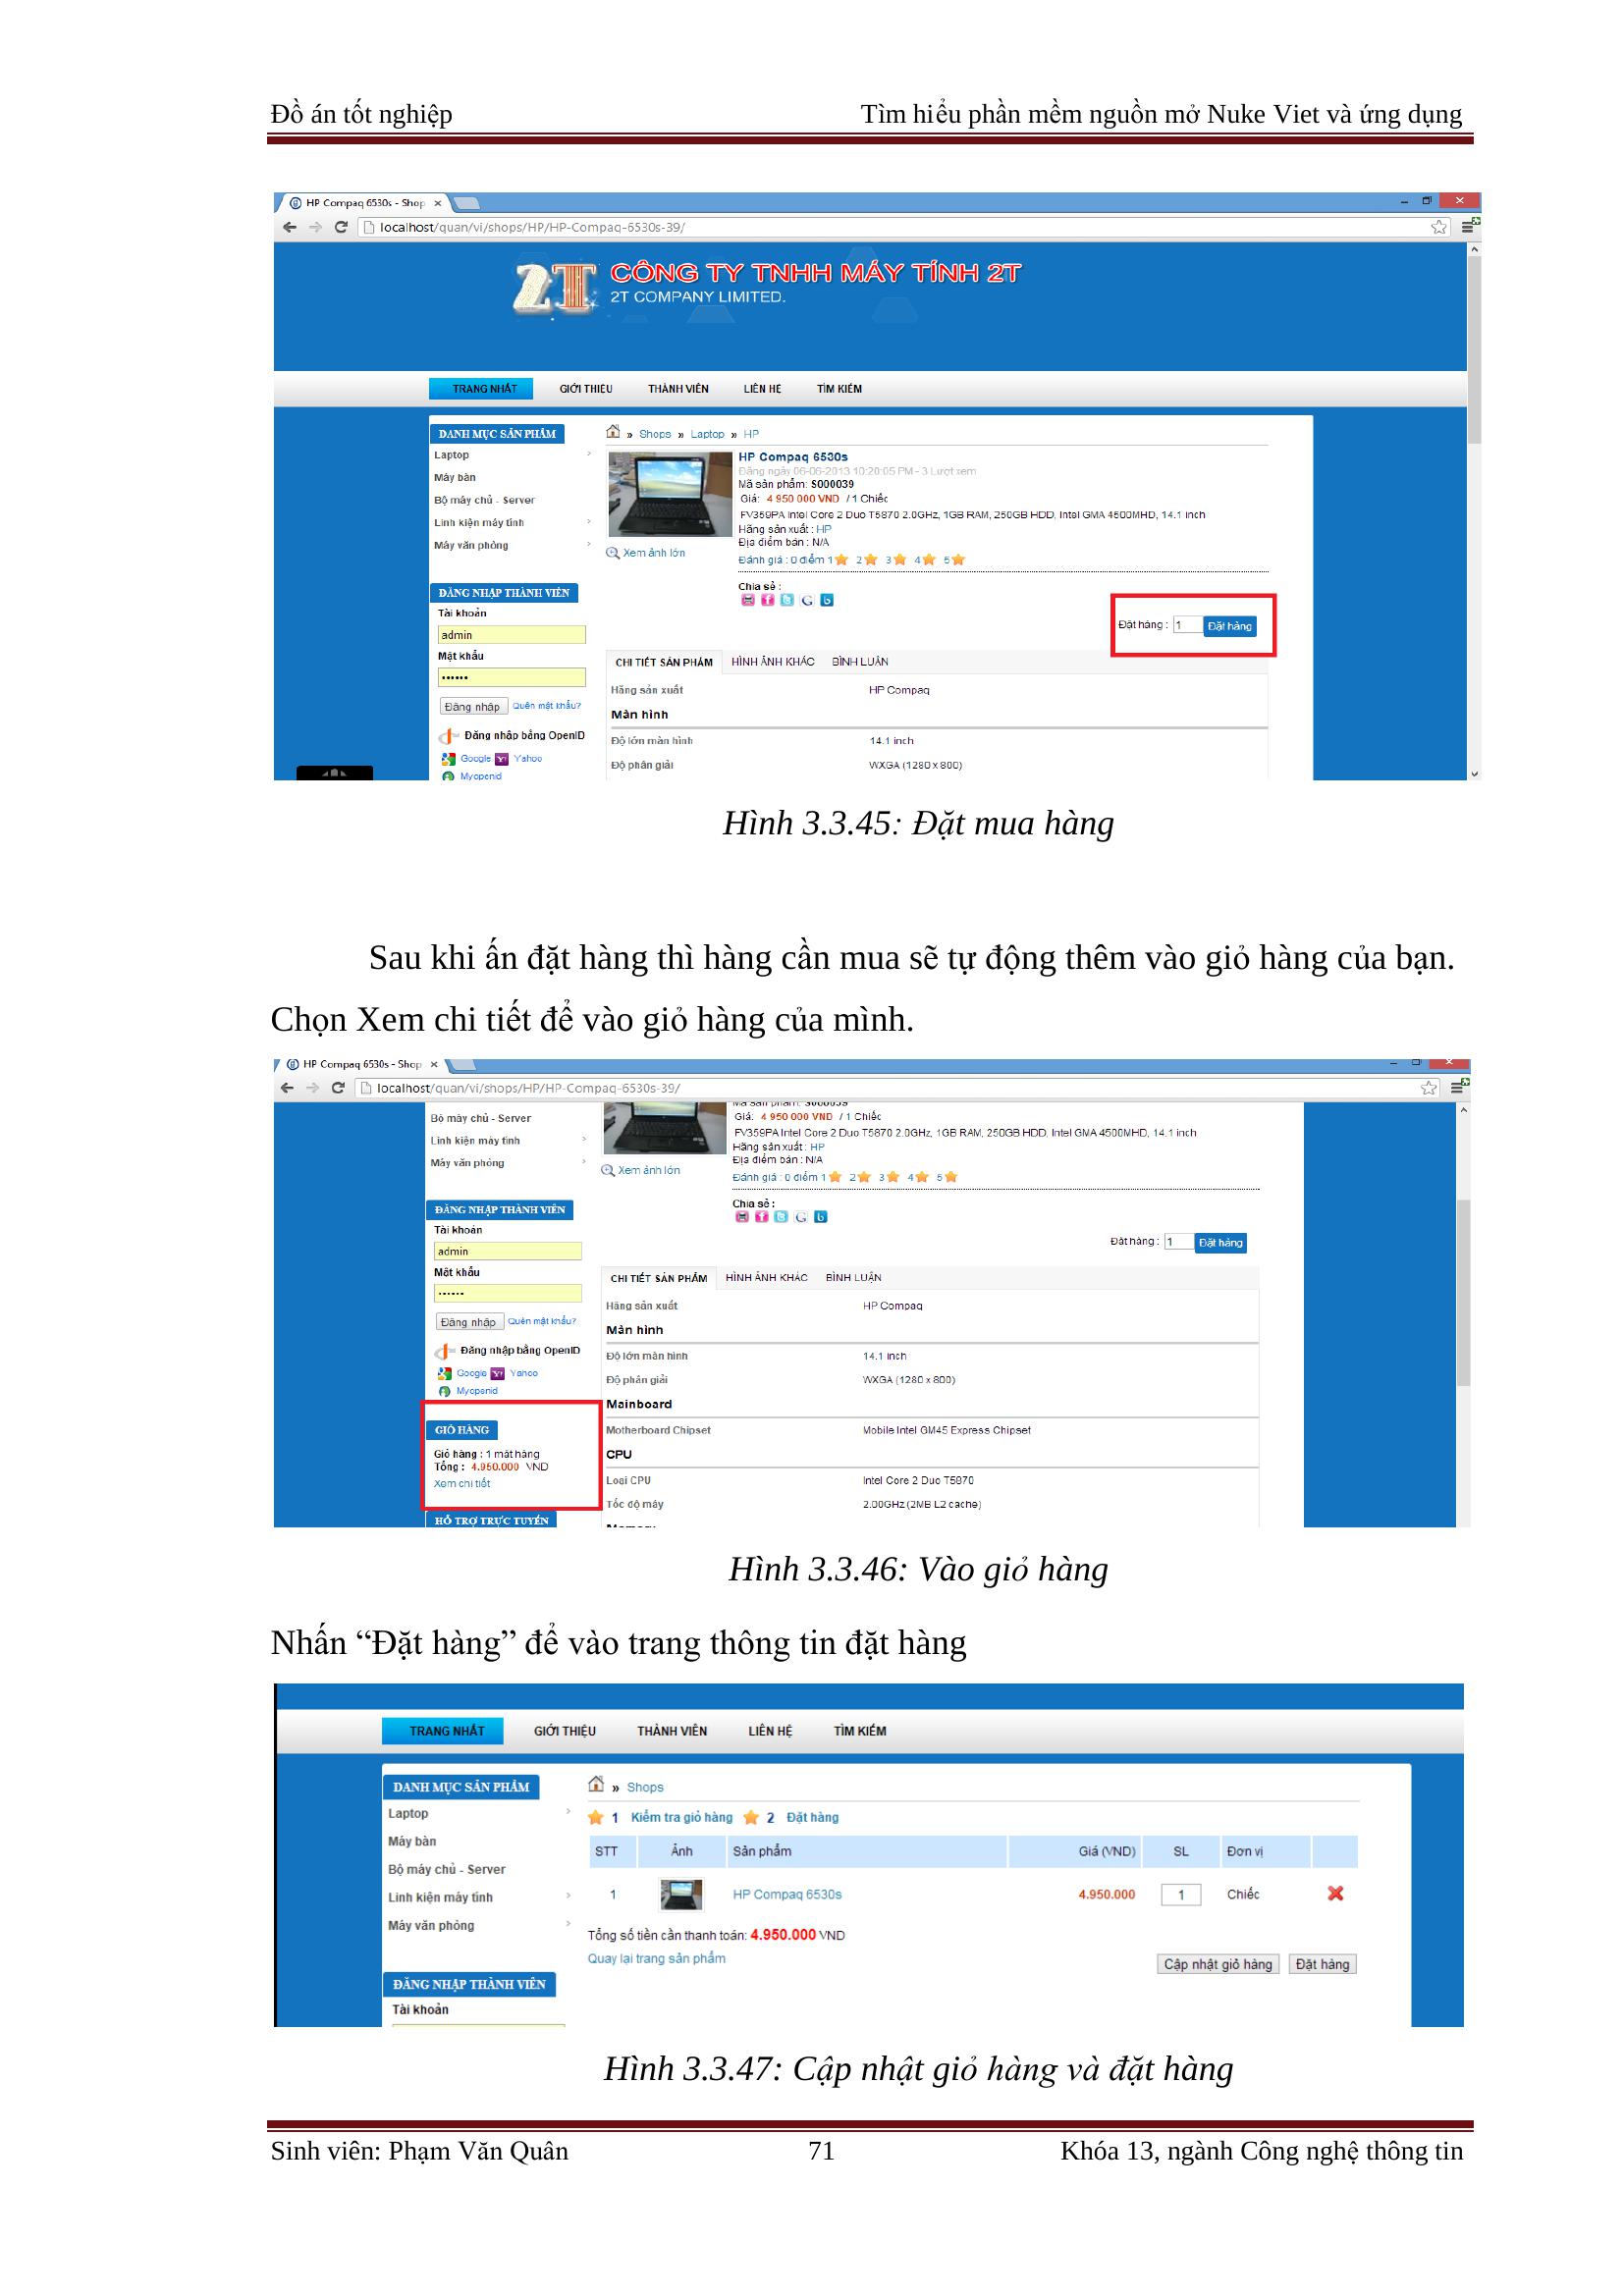 Đồ án tốt nghiệp Tìm hiểu phần mềm nguồn mở Nuke Viet và ứng dụng
HP Compaq 6530s - Shop
localhost/quan/vi/shops/HP/HP-Compaq-6530s-39/
2T CÔNG TY TNHH MÁY TÍNH 2T
2T COMPANY LIMITED.
TRANG NHẤT GIỚI THIỆU THÀNH VIÊN LIÊN HỆ TÌM KIẾM
DANH MỤC SẢN PHẨM
Laptop
Máy bàn
Bộ máy chủ - Server
Linh kiện máy tính
Máy văn phòng
ĐĂNG NHẬP THÀNH VIÊN
Tài khoản
admin
Mật khẩu
••••••
Đăng nhập Quên mật khẩu?
Đăng nhập bằng OpenID
Google Yahoo
Myopenid
» Shops » Laptop » HP
HP Compaq 6530s
Đăng ngày 06-06-2013 10:20:05 PM - 3 Lượt xem
Mã sản phẩm: S000039
Giá: 4 950 000 VND / 1 Chiếc
FV359PA Intel Core 2 Duo T5870 2.0GHz, 1GB RAM, 250GB HDD, Intel GMA 4500MHD, 14.1 inch
Hãng sản xuất : HP
Địa điểm bán : N/A
Xem ảnh lớn
Đánh giá : 0 điểm 1 2 3 4 5
Chia sẻ :
Đặt hàng : 1 Đặt hàng
CHI TIẾT SẢN PHẨM HÌNH ẢNH KHÁC BÌNH LUẬN
Hãng sản xuất HP Compaq
Màn hình
Độ lớn màn hình 14.1 inch
Độ phân giải WXGA (1280 x 800)
Hình 3.3.45: Đặt mua hàng
Sau khi ấn đặt hàng thì hàng cần mua sẽ tự động thêm vào giỏ hàng của bạn.
Chọn Xem chi tiết để vào giỏ hàng của mình.
HP Compaq 6530s - Shop
localhost/quan/vi/shops/HP/HP-Compaq-6530s-39/
Bộ máy chủ - Server
Linh kiện máy tính
Máy văn phòng
ĐĂNG NHẬP THÀNH VIÊN
Tài khoản
admin
Mật khẩu
••••••
Đăng nhập Quên mật khẩu?
Đăng nhập bằng OpenID
Google Yahoo
Myopenid
GIỎ HÀNG
Giỏ hàng : 1 mặt hàng
Tổng : 4.950.000 VND
Xem chi tiết
HỖ TRỢ TRỰC TUYẾN
Mã sản phẩm: S000039
Giá: 4 950 000 VND / 1 Chiếc
FV359PA Intel Core 2 Duo T5870 2.0GHz, 1GB RAM, 250GB HDD, Intel GMA 4500MHD, 14.1 inch
Hãng sản xuất : HP
Địa điểm bán : N/A
Xem ảnh lớn
Đánh giá : 0 điểm 1 2 3 4 5
Chia sẻ :
Đặt hàng : 1 Đặt hàng
CHI TIẾT SẢN PHẨM HÌNH ẢNH KHÁC BÌNH LUẬN
Hãng sản xuất HP Compaq
Màn hình
Độ lớn màn hình 14.1 inch
Độ phân giải WXGA (1280 x 800)
Mainboard
Motherboard Chipset Mobile Intel GM45 Express Chipset
CPU
Loại CPU Intel Core 2 Duo T5870
Tốc độ máy 2.00GHz (2MB L2 cache)
Memory
Hình 3.3.46: Vào giỏ hàng
Nhấn “Đặt hàng” để vào trang thông tin đặt hàng
TRANG NHẤT GIỚI THIỆU THÀNH VIÊN LIÊN HỆ TÌM KIẾM
DANH MỤC SẢN PHẨM
Laptop
Máy bàn
Bộ máy chủ - Server
Linh kiện máy tính
Máy văn phòng
ĐĂNG NHẬP THÀNH VIÊN
Tài khoản
» Shops
1 Kiểm tra giỏ hàng 2 Đặt hàng
STT Ảnh Sản phẩm Giá (VND) SL Đơn vị
1 HP Compaq 6530s 4.950.000 1 Chiếc
Tổng số tiền cần thanh toán: 4.950.000 VND
Quay lại trang sản phẩm
Cập nhật giỏ hàng Đặt hàng
Hình 3.3.47: Cập nhật giỏ hàng và đặt hàng
Sinh viên: Phạm Văn Quân 71 Khóa 13, ngành Công nghệ thông tin